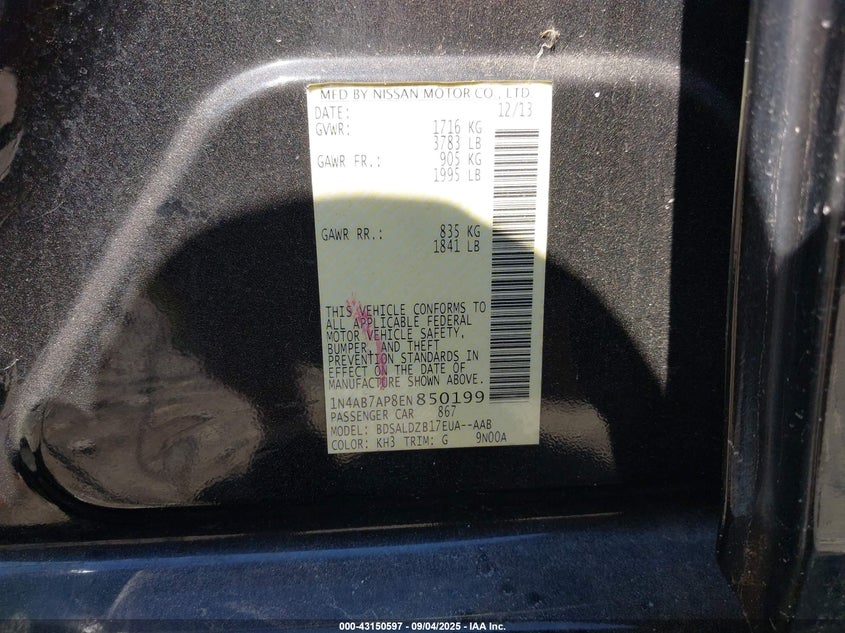 MFD BY NISSAN MOTOR CO., LTD
DATE: 12/13
GVWR: 1716 KG
3783 LB
GAWR FR.: 905 KG
1995 LB
GAWR RR.: 835 KG
1841 LB
THIS VEHICLE CONFORMS TO
ALL APPLICABLE FEDERAL
MOTOR VEHICLE SAFETY,
BUMPER, AND THEFT
PREVENTION STANDARDS IN
EFFECT ON THE DATE OF
MANUFACTURE SHOWN ABOVE.
1N4AB7AP8EN850199
PASSENGER CAR 867
MODEL: BDSALDZB17EUA--AAB
COLOR: KH3 TRIM: G 9N00A
000-43150597 - 09/04/2025 - IAA Inc.